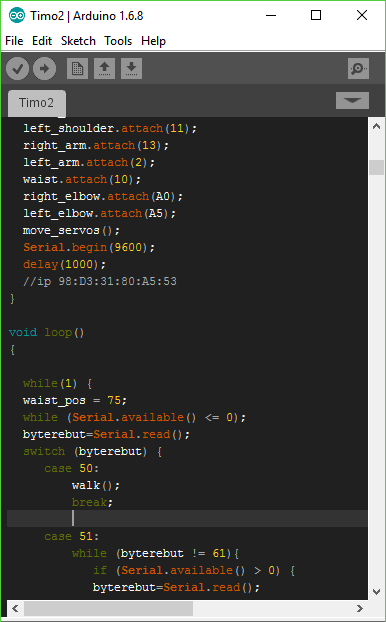 Timo2 | Arduino 1.6.8
File Edit Sketch Tools Help
Timo2
left_shoulder.attach(11);
right_arm.attach(13);
left_arm.attach(2);
waist.attach(10);
right_elbow.attach(A0);
left_elbow.attach(A5);
move_servos();
Serial.begin(9600);
delay(1000);
//ip 98:D3:31:80:A5:53
}
void loop()
{
while(1) {
waist_pos = 75;
while (Serial.available() <= 0);
byterebut=Serial.read();
switch (byterebut) {
case 50:
walk();
break;
case 51:
while (byterebut != 61){
if (Serial.available() > 0) {
byterebut=Serial.read();